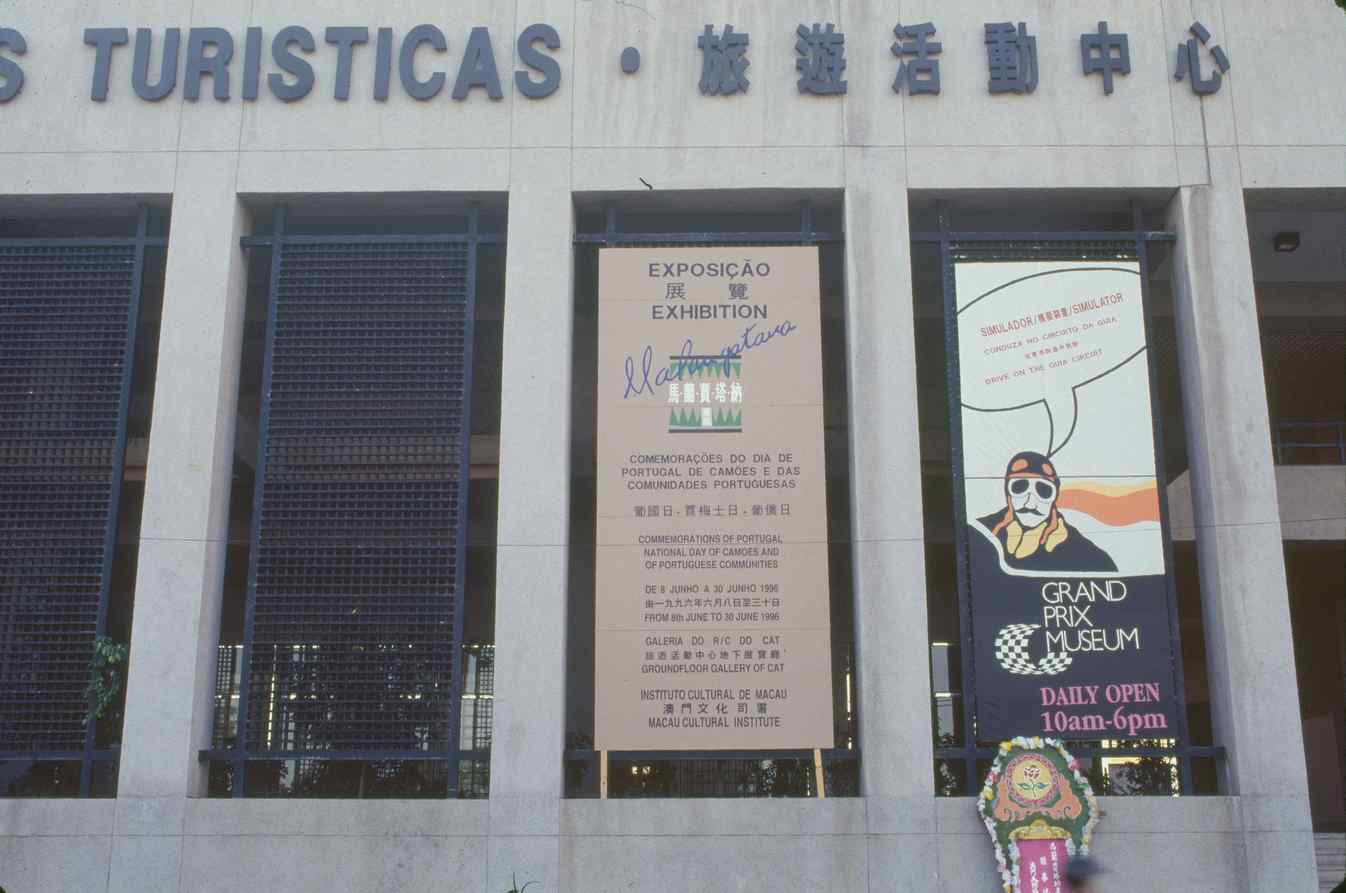 S TURISTICAS · 旅遊活動中心
EXPOSIÇÃO
展 覽
EXHIBITION
Malangatana
馬·蘭·賈·塔·納
COMEMORAÇÕES DO DIA DE
PORTUGAL DE CAMÕES E DAS
COMUNIDADES PORTUGUESAS
葡國日 - 賈梅士日 - 葡僑日
COMMEMORATIONS OF PORTUGAL
NATIONAL DAY OF CAMOES AND
OF PORTUGUESE COMMUNITIES
DE 8 JUNHO A 30 JUNHO 1996
由一九九六年六月八日至三十日
FROM 8th JUNE TO 30 JUNE 1996
GALERIA DO R/C DO CAT
旅遊活動中心地下展覽廳
GROUNDFLOOR GALLERY OF CAT
INSTITUTO CULTURAL DE MACAU
澳門文化司署
MACAU CULTURAL INSTITUTE
SIMULADOR/模擬裝置/SIMULATOR
CONDUZA NO CIRCUITO DA GUIA
DRIVE ON THE GUIA CIRCUIT
GRAND
PRIX
MUSEUM
DAILY OPEN
10am-6pm